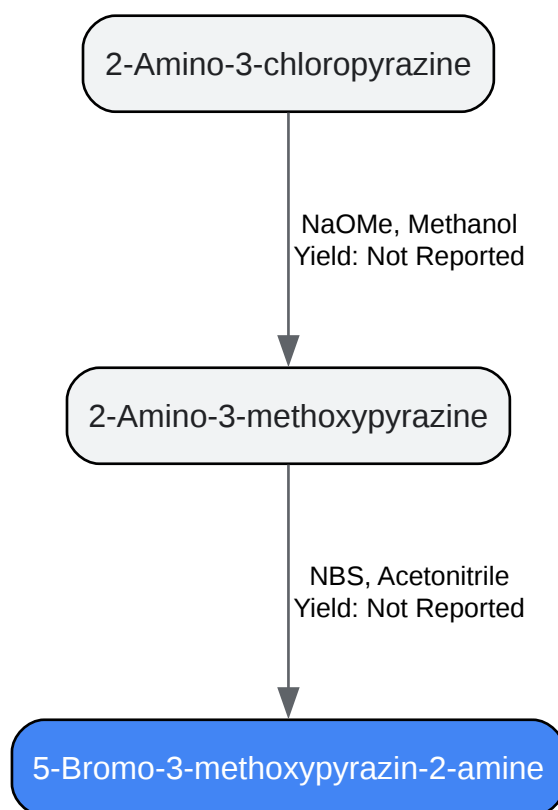 2-Amino-3-chloropyrazine
NaOMe, Methanol
Yield: Not Reported
2-Amino-3-methoxypyrazine
NBS, Acetonitrile
Yield: Not Reported
5-Bromo-3-methoxypyrazin-2-amine